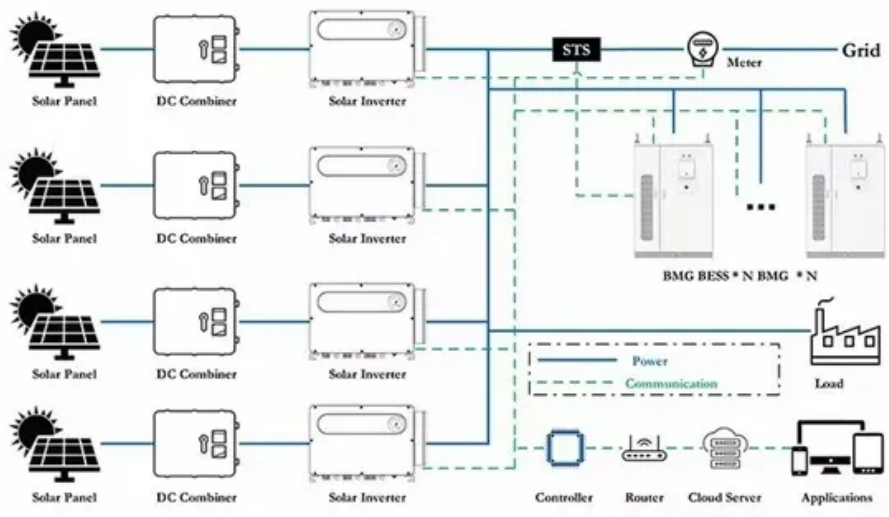 STS
Grid
Meter
Solar Panel
DC Combiner
Solar Inverter
Solar Panel
DC Combiner
Solar Inverter
BMG BESS * N BMG * N
Solar Panel
DC Combiner
Solar Inverter
Power
Communication
Load
Solar Panel
DC Combiner
Solar Inverter
Controller
Router
Cloud Server
Applications